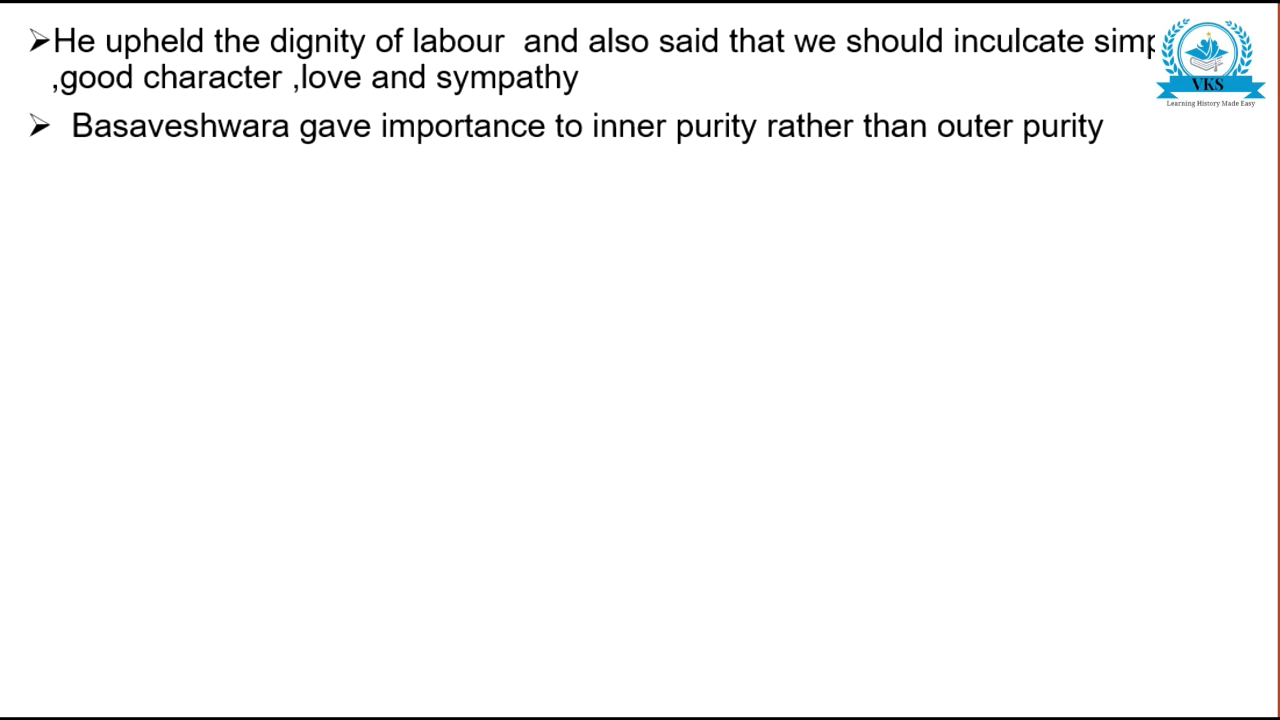 ➢He upheld the dignity of labour and also said that we should inculcate
,good character ,love and sympathy
➢ Basaveshwara gave importance to inner purity rather than outer purity
VKS
Learning History Made Easy